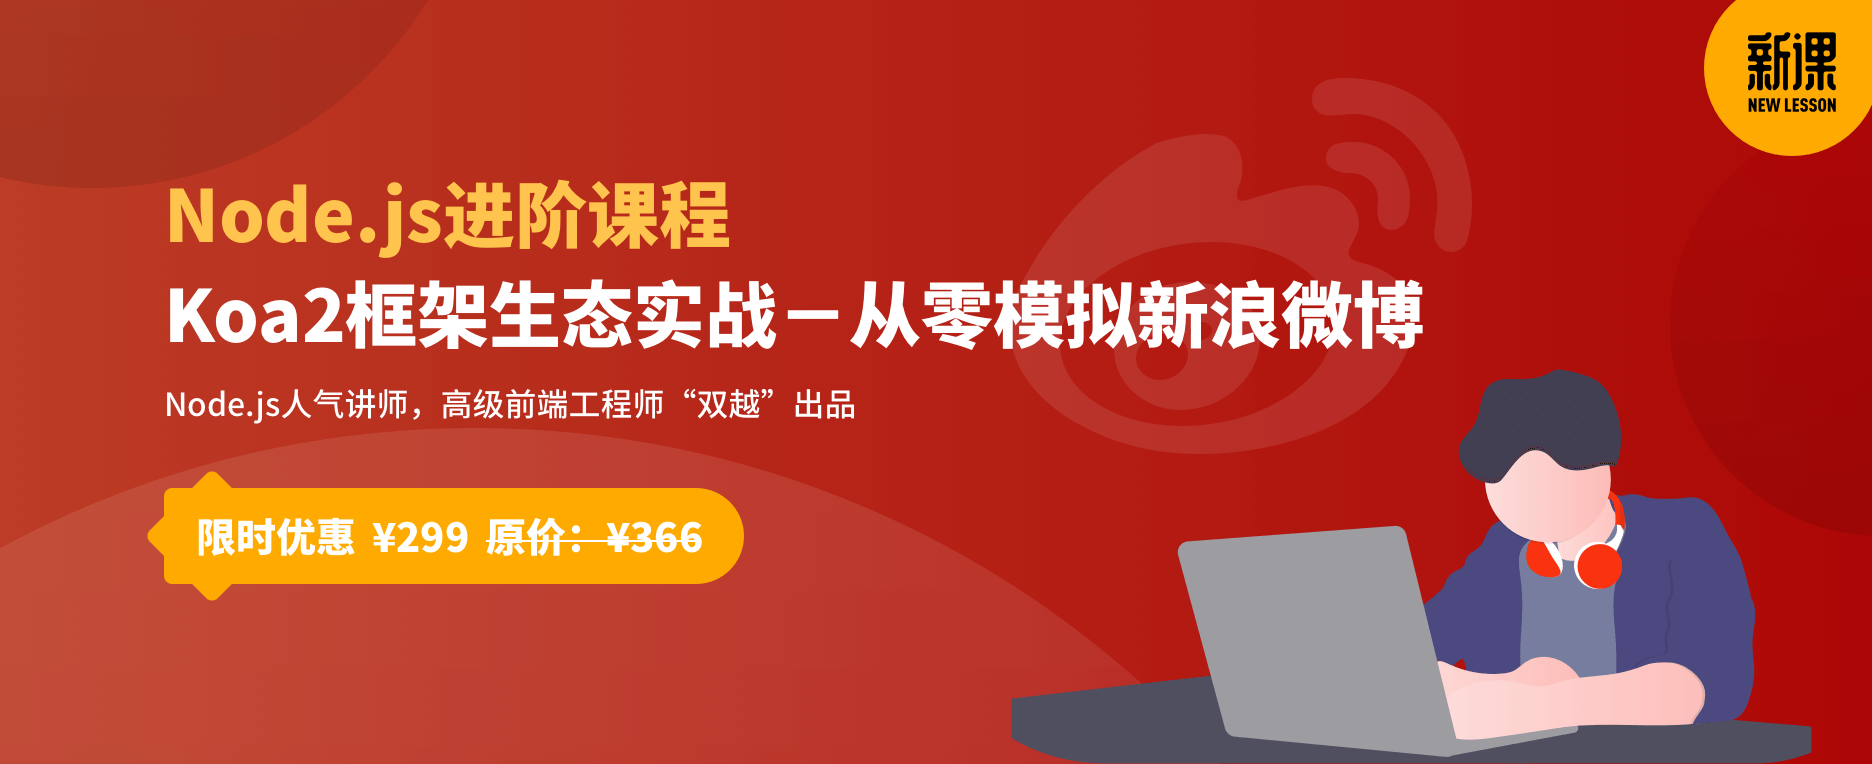 新课
NEW LESSON
Node.js进阶课程
Koa2框架生态实战－从零模拟新浪微博
Node.js人气讲师，高级前端工程师“双越”出品
限时优惠 ¥299 原价：¥366